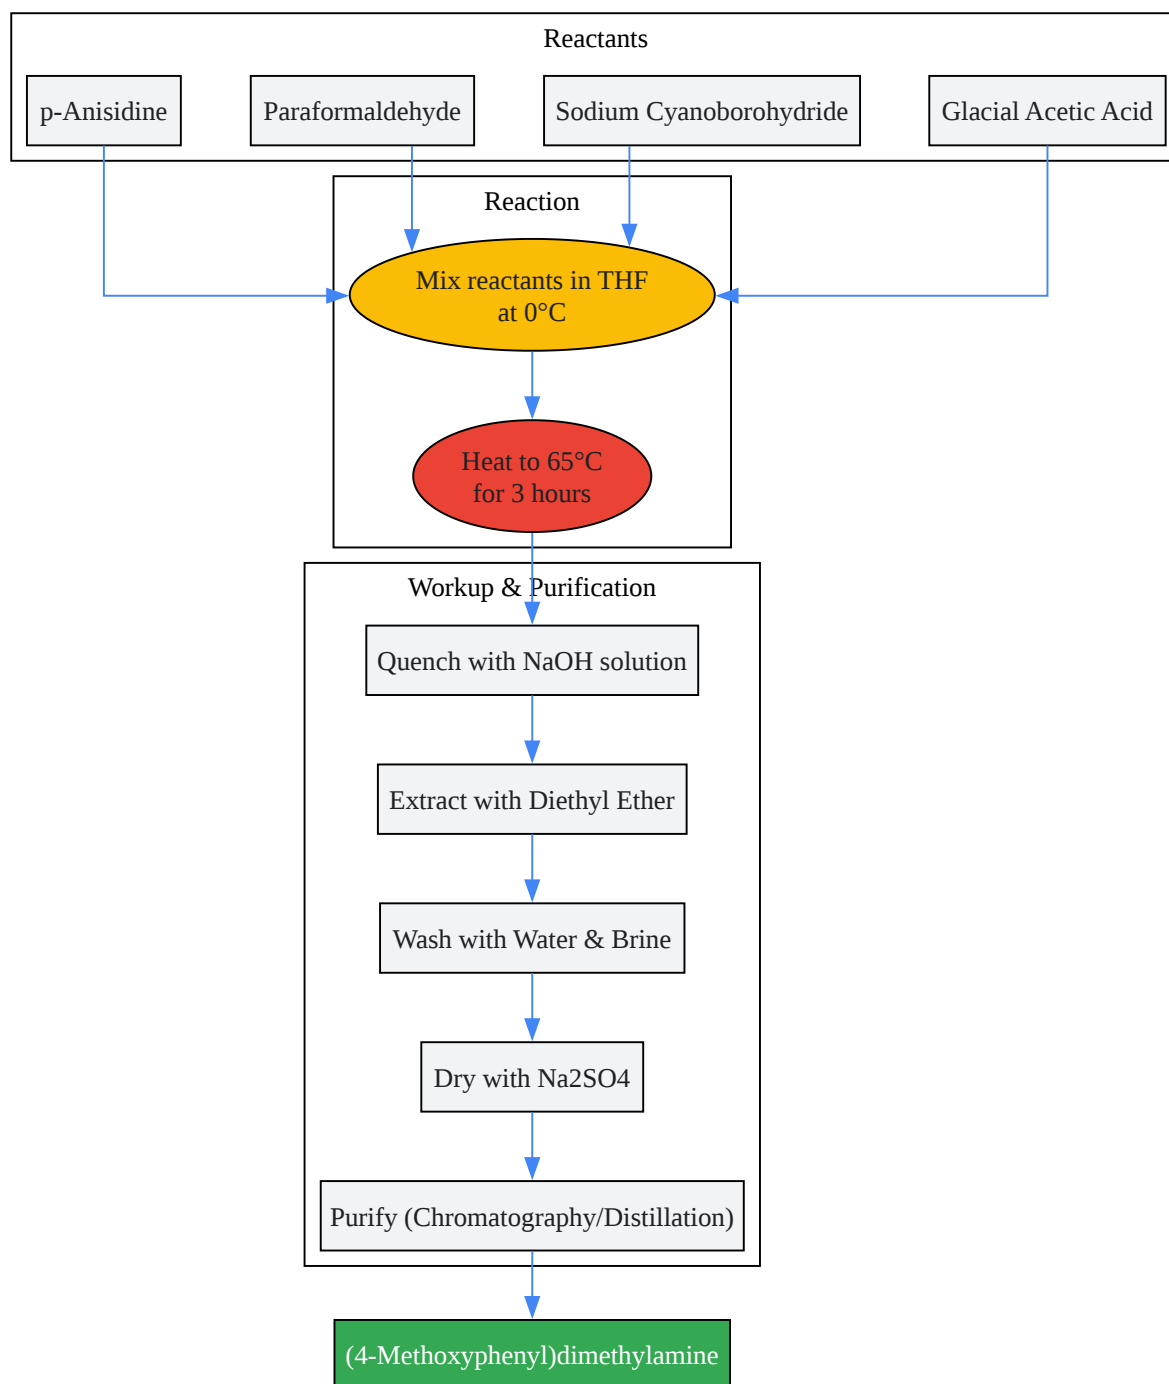 Reactants
p-Anisidine
Paraformaldehyde
Sodium Cyanoborohydride
Glacial Acetic Acid
Reaction
Mix reactants in THF
at 0°C
Heat to 65°C
for 3 hours
Workup & Purification
Quench with NaOH solution
Extract with Diethyl Ether
Wash with Water & Brine
Dry with Na2SO4
Purify (Chromatography/Distillation)
(4-Methoxyphenyl)dimethylamine